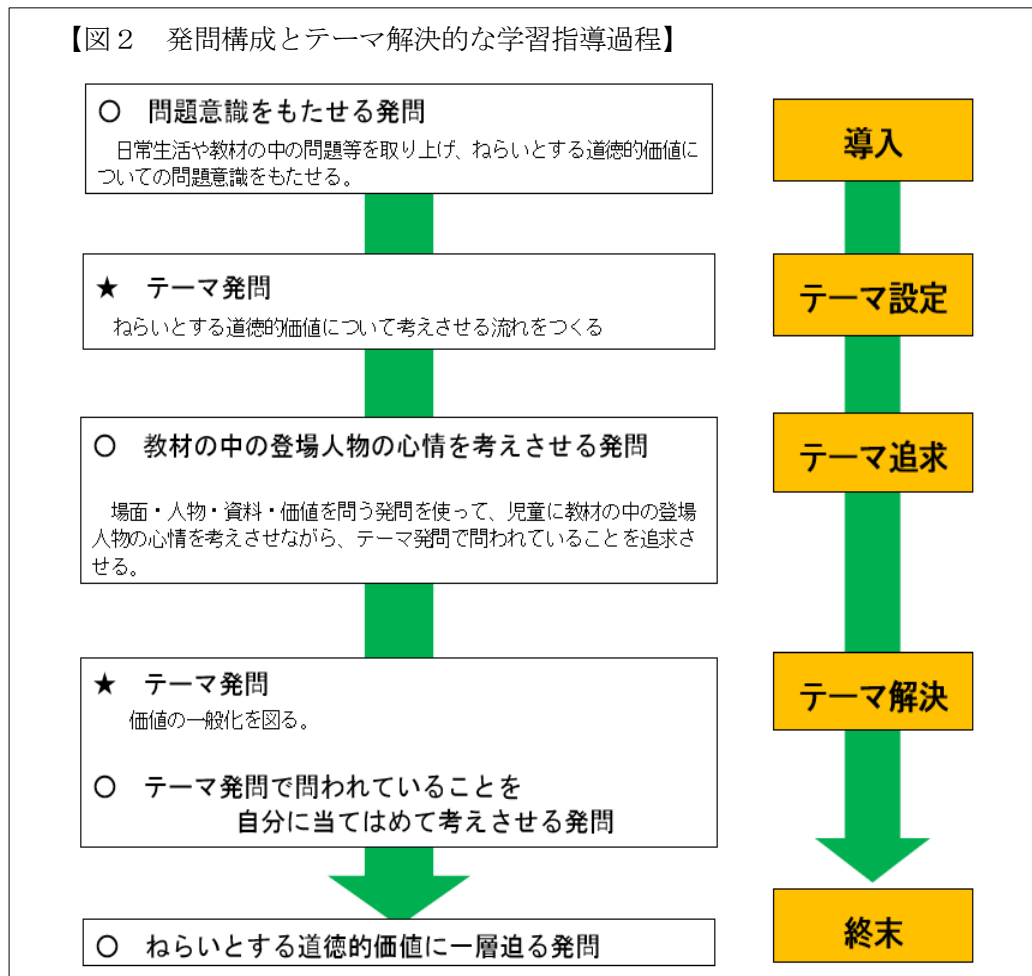 【図２　発問構成とテーマ解決的な学習指導過程】
○　問題意識をもたせる発問
日常生活や教材の中の問題等を取り上げ、ねらいとする道徳的価値に
ついての問題意識をもたせる。
導入
★　テーマ発問
ねらいとする道徳的価値について考えさせる流れをつくる
テーマ設定
○　教材の中の登場人物の心情を考えさせる発問
場面・人物・資料・価値を問う発問を使って、児童に教材の中の登場
人物の心情を考えさせながら、テーマ発問で問われていることを追求さ
せる。
テーマ追求
★　テーマ発問
価値の一般化を図る。
○　テーマ発問で問われていることを
自分に当てはめて考えさせる発問
テーマ解決
○　ねらいとする道徳的価値に一層迫る発問
終末